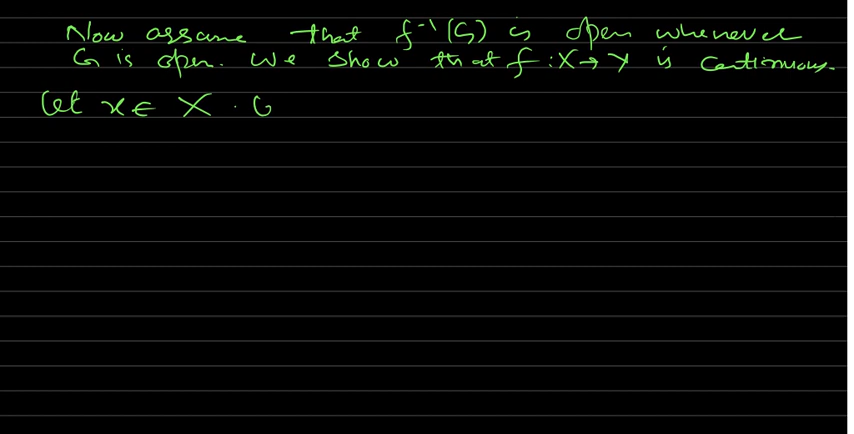 Now assume that f⁻¹(G) is open whenever
G is open. We show that f : X → Y is continuous.
Let x ∈ X . G